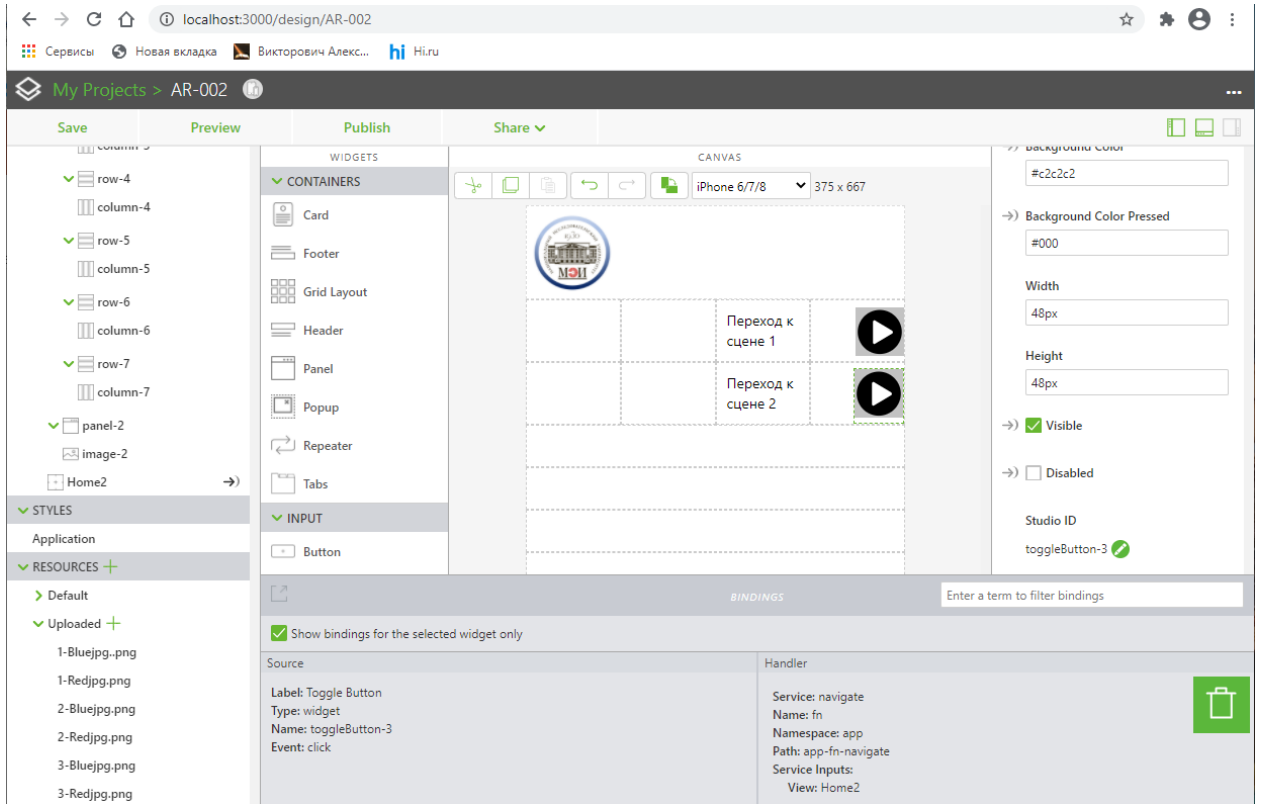 localhost:3000/design/AR-002
Сервисы Новая вкладка Викторович Алекс... hi Hi.ru
My Projects > AR-002 ...
Save Preview Publish Share
column-3
row-4
column-4
row-5
column-5
row-6
column-6
row-7
column-7
panel-2
image-2
Home2
STYLES
Application
RESOURCES
Default
Uploaded
1-Bluejpg..png
1-Redjpg.png
2-Bluejpg.png
2-Redjpg.png
3-Bluejpg.png
3-Redjpg.png
WIDGETS
CONTAINERS
Card
Footer
Grid Layout
Header
Panel
Popup
Repeater
Tabs
INPUT
Button
CANVAS
iPhone 6/7/8 375 x 667
1930
МЭИ
Переход к
сцене 1
Переход к
сцене 2
Background Color
#c2c2c2
Background Color Pressed
#000
Width
48px
Height
48px
Visible
Disabled
Studio ID
toggleButton-3
BINDINGS
Enter a term to filter bindings
Show bindings for the selected widget only
Source
Label: Toggle Button
Type: widget
Name: toggleButton-3
Event: click
Handler
Service: navigate
Name: fn
Namespace: app
Path: app-fn-navigate
Service Inputs:
View: Home2